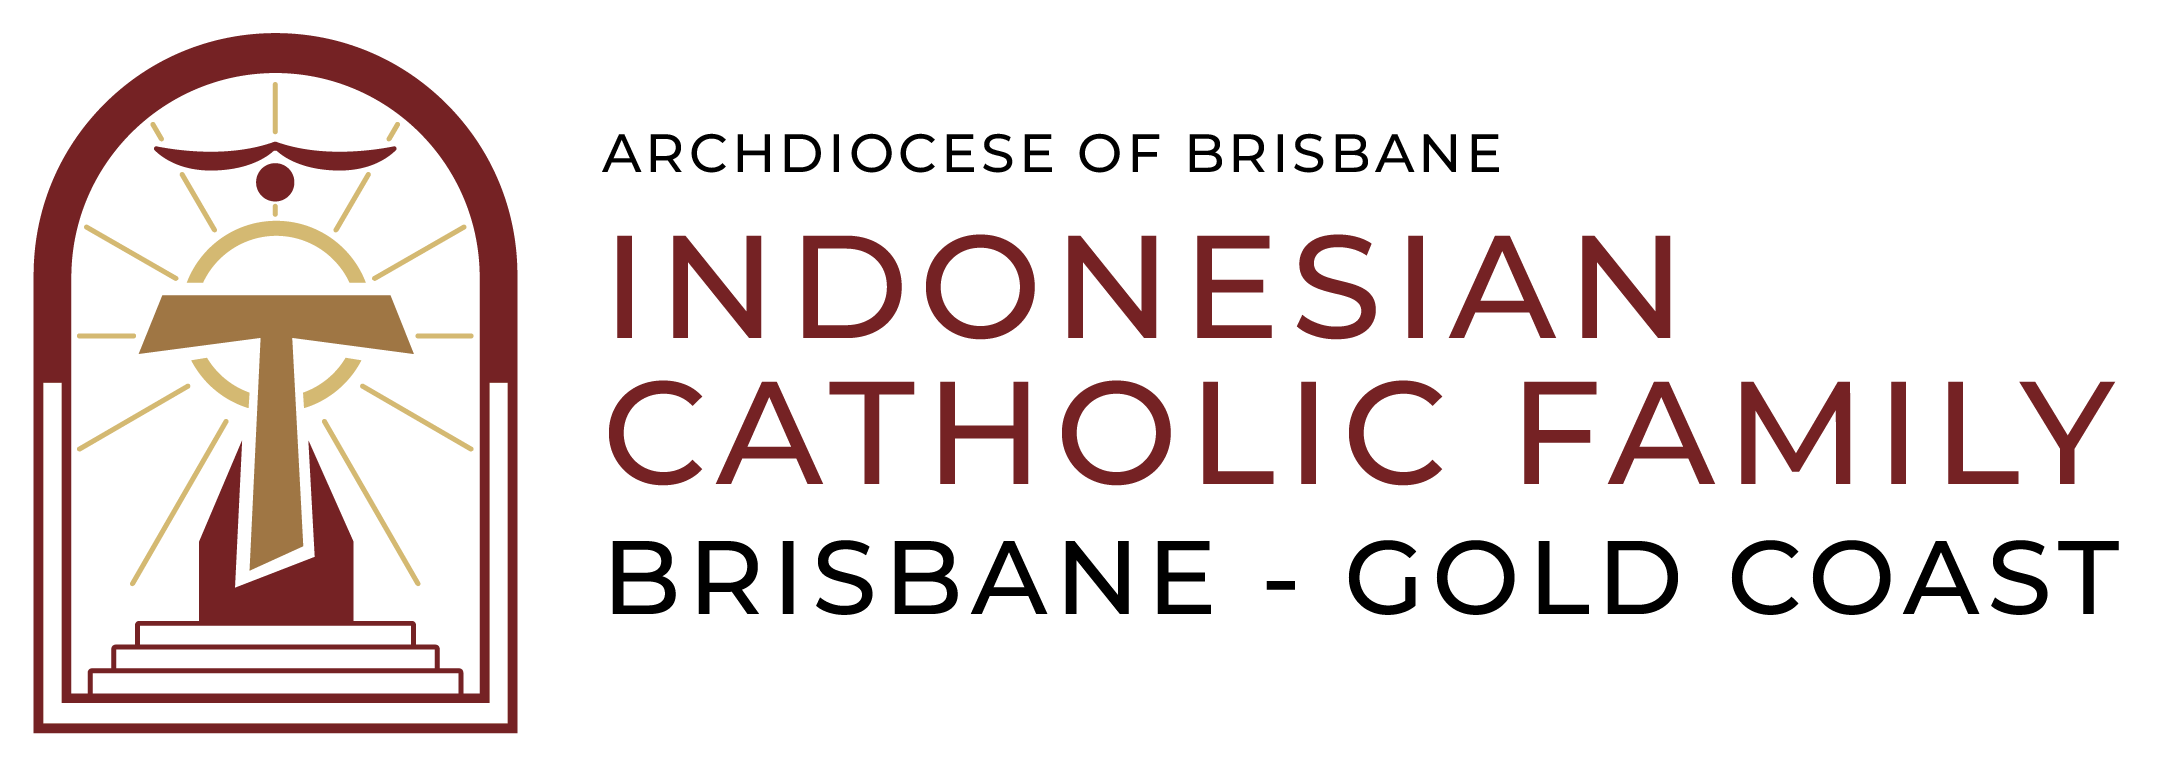 ARCHDIOCESE OF BRISBANE
INDONESIAN
CATHOLIC FAMILY
BRISBANE - GOLD COAST